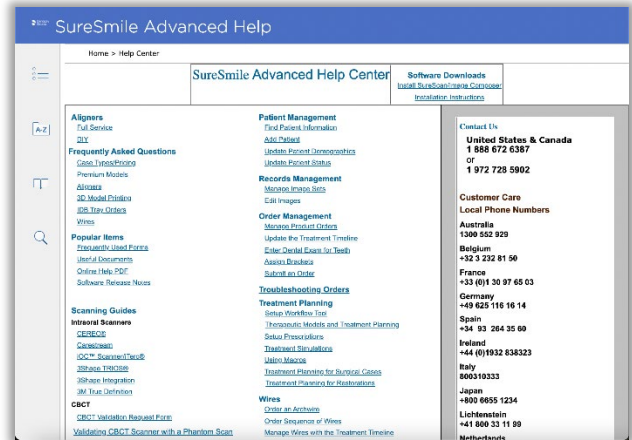 SureSmile Advanced Help
Home > Help Center
SureSmile Advanced Help Center
Software Downloads
Install SureScan/Image Composer
Installation Instructions
A-Z
Aligners
Full Service
DIY
Frequently Asked Questions
Case Types/Pricing
Premium Models
Aligners
3D Model Printing
IDB Tray Orders
Wires
Popular Items
Frequently Used Forms
Useful Documents
Online Help PDF
Software Release Notes
Scanning Guides
Intraoral Scanners
CEREC®
Carestream
iOC™ Scanner/iTero®
3Shape TRIOS®
3Shape Integration
3M True Definition
CBCT
CBCT Validation Request Form
Validating CBCT Scanner with a Phantom Scan
Patient Management
Find Patient Information
Add Patient
Update Patient Demographics
Update Patient Status
Records Management
Manage Image Sets
Edit Images
Order Management
Manage Product Orders
Update the Treatment Timeline
Enter Dental Exam for Teeth
Assign Brackets
Submit an Order
Troubleshooting Orders
Treatment Planning
Setup Workflow Tool
Therapeutic Models and Treatment Planning
Setup Prescriptions
Treatment Simulations
Using Macros
Treatment Planning for Surgical Cases
Treatment Planning for Restorations
Wires
Order an Archwire
Order Sequence of Wires
Manage Wires with the Treatment Timeline
Contact Us
United States & Canada
1 888 672 6387
or
1 972 728 5902
Customer Care
Local Phone Numbers
Australia
1300 552 929
Belgium
+32 3 232 81 50
France
+33 (0)1 30 97 65 03
Germany
+49 625 116 16 14
Spain
+34 93 264 35 60
Ireland
+44 (0)1932 838323
Italy
800310333
Japan
+800 6655 1234
Lichtenstein
+41 800 33 11 99
Netherlands